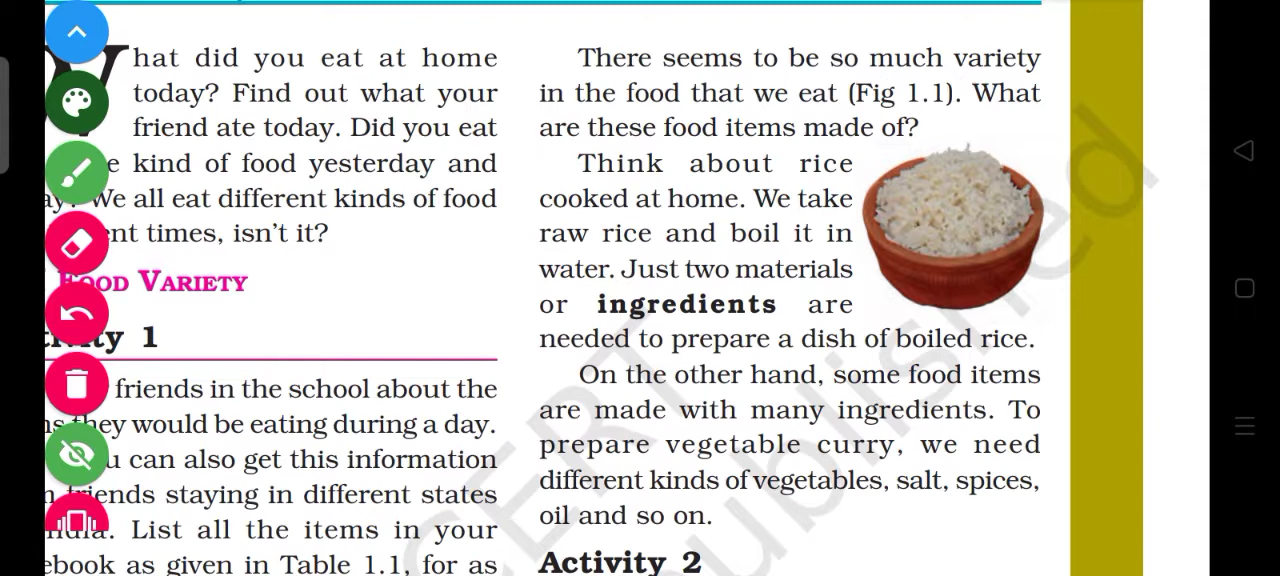 hat did you eat at home
today? Find out what your
friend ate today. Did you eat
kind of food yesterday and
We all eat different kinds of food
times, isn't it?
FOOD VARIETY
1
friends in the school about the
they would be eating during a day.
can also get this information
friends staying in different states
List all the items in your
as given in Table 1.1, for as
There seems to be so much variety
in the food that we eat (Fig 1.1). What
are these food items made of?
Think about rice
cooked at home. We take
raw rice and boil it in
water. Just two materials
or ingredients are
needed to prepare a dish of boiled rice.
On the other hand, some food items
are made with many ingredients. To
prepare vegetable curry, we need
different kinds of vegetables, salt, spices,
oil and so on.
Activity 2